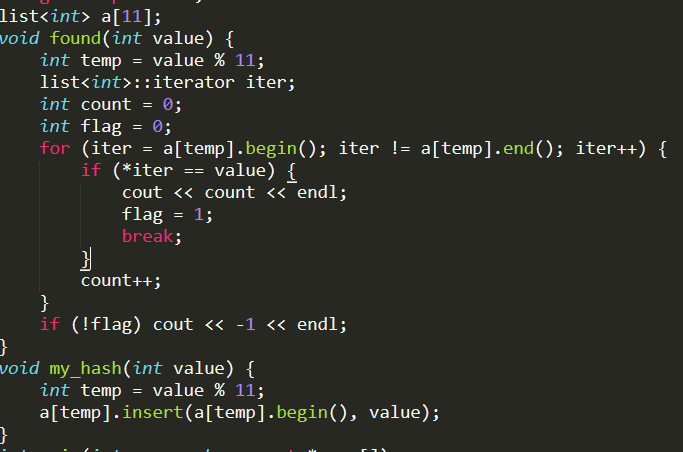 list<int> a[11];
void found(int value) {
    int temp = value % 11;
    list<int>::iterator iter;
    int count = 0;
    int flag = 0;
    for (iter = a[temp].begin(); iter != a[temp].end(); iter++) {
        if (*iter == value) {
            cout << count << endl;
            flag = 1;
            break;
        }
        count++;
    }
    if (!flag) cout << -1 << endl;
}
void my_hash(int value) {
    int temp = value % 11;
    a[temp].insert(a[temp].begin(), value);
}